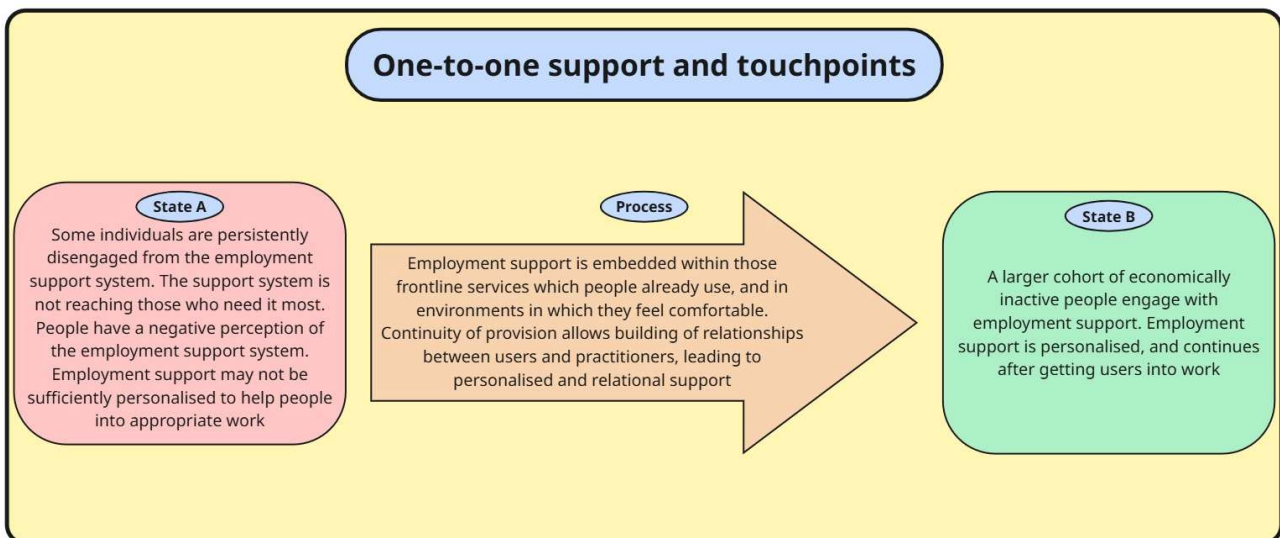 One-to-one support and touchpoints
State A
Some individuals are persistently
disengaged from the employment
support system. The support system is
not reaching those who need it most.
People have a negative perception of
the employment support system.
Employment support may not be
sufficiently personalised to help people
into appropriate work
Process
Employment support is embedded within those
frontline services which people already use, and in
environments in which they feel comfortable.
Continuity of provision allows building of relationships
between users and practitioners, leading to
personalised and relational support
State B
A larger cohort of economically
inactive people engage with
employment support. Employment
support is personalised, and continues
after getting users into work